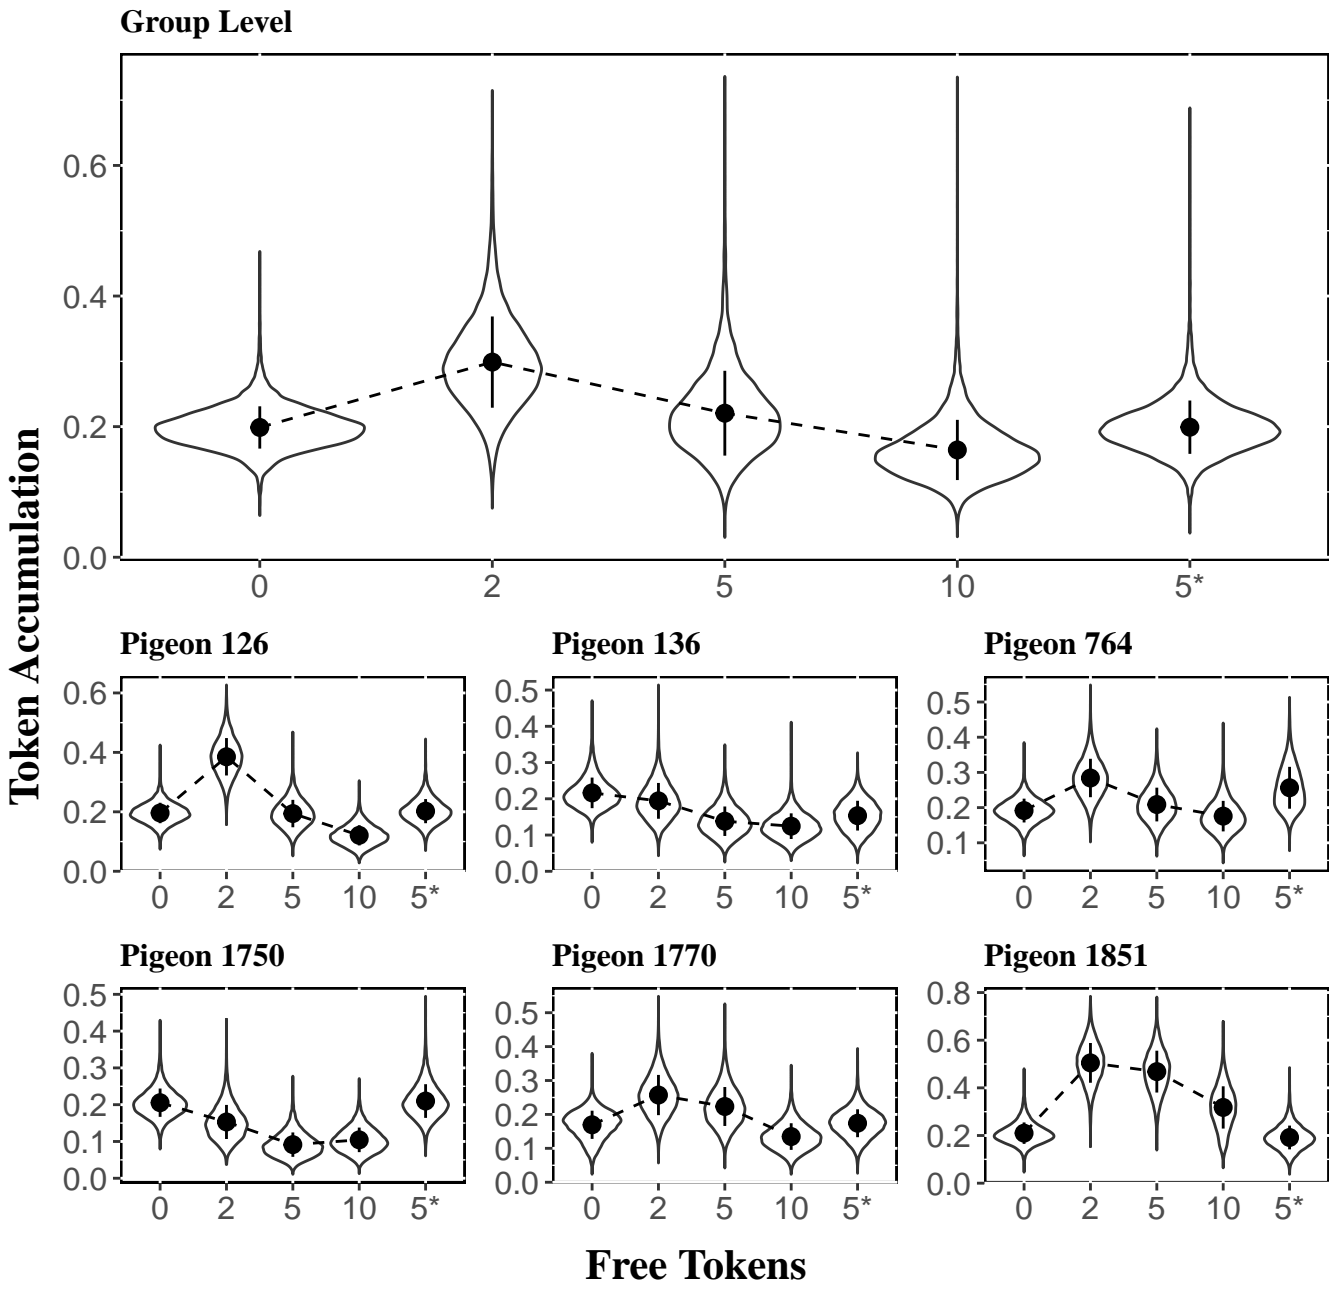 Group Level
Token Accumulation
0.6
0.4
0.2
0.0
0 2 5 10 5*
Pigeon 126
0.6
0.4
0.2
0.0
0 2 5 10 5*
Pigeon 136
0.5
0.4
0.3
0.2
0.1
0.0
0 2 5 10 5*
Pigeon 764
0.5
0.4
0.3
0.2
0.1
0 2 5 10 5*
Pigeon 1750
0.5
0.4
0.3
0.2
0.1
0.0
0 2 5 10 5*
Pigeon 1770
0.5
0.4
0.3
0.2
0.1
0.0
0 2 5 10 5*
Pigeon 1851
0.8
0.6
0.4
0.2
0.0
0 2 5 10 5*
Free Tokens